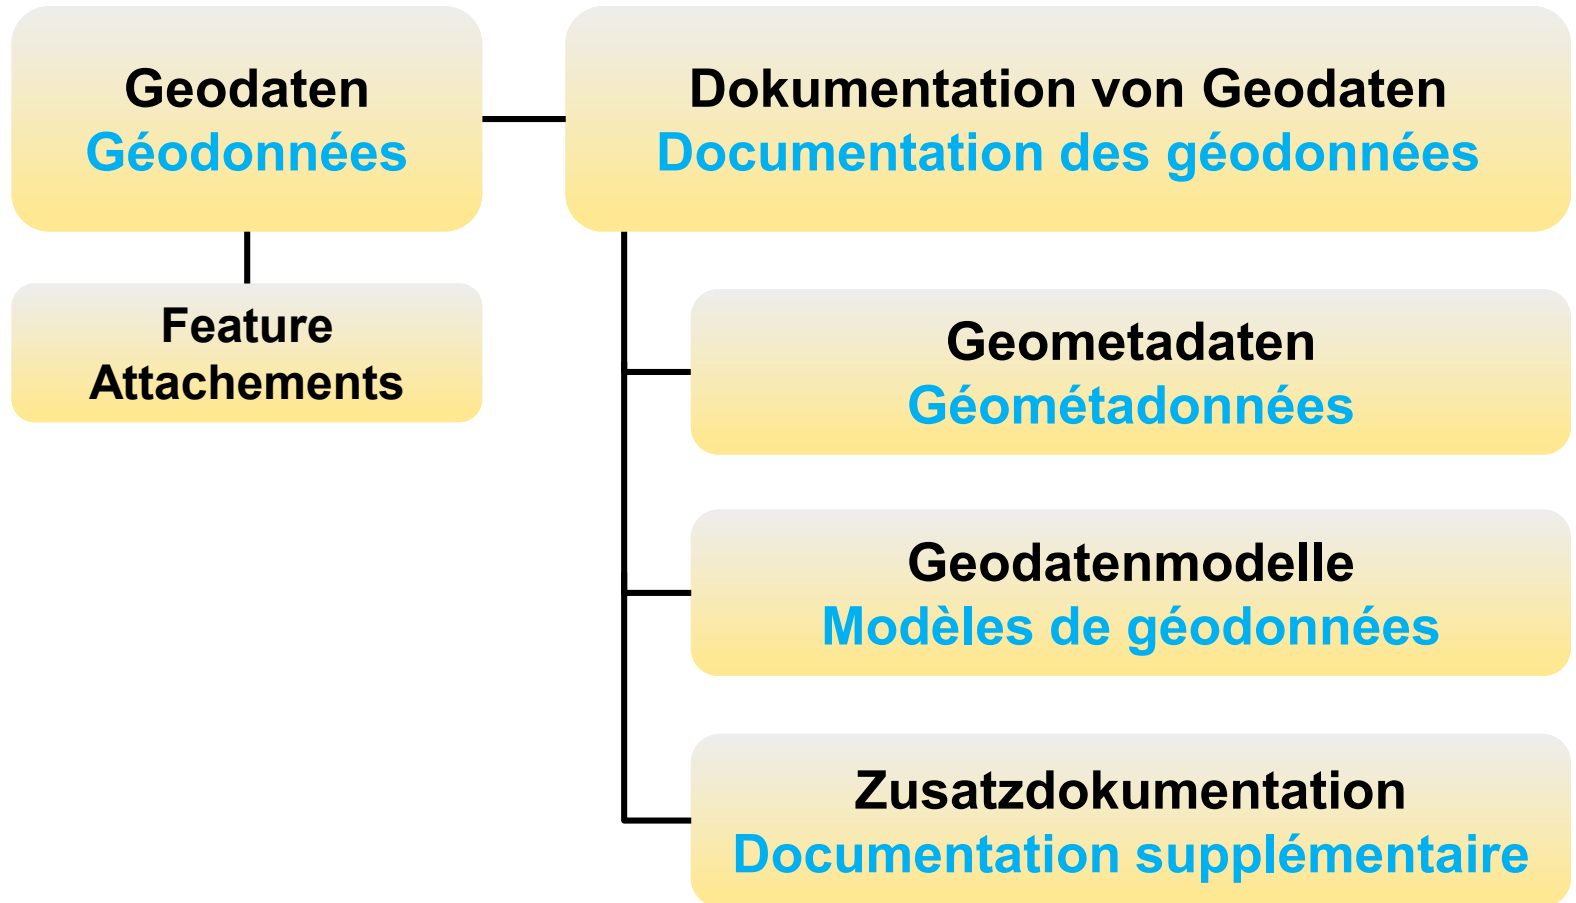 Geodaten
Géodonnées
Dokumentation von Geodaten
Documentation des géodonnées
Feature
Attachements
Geometadaten
Géométadonnées
Geodatenmodelle
Modèles de géodonnées
Zusatzdokumentation
Documentation supplémentaire